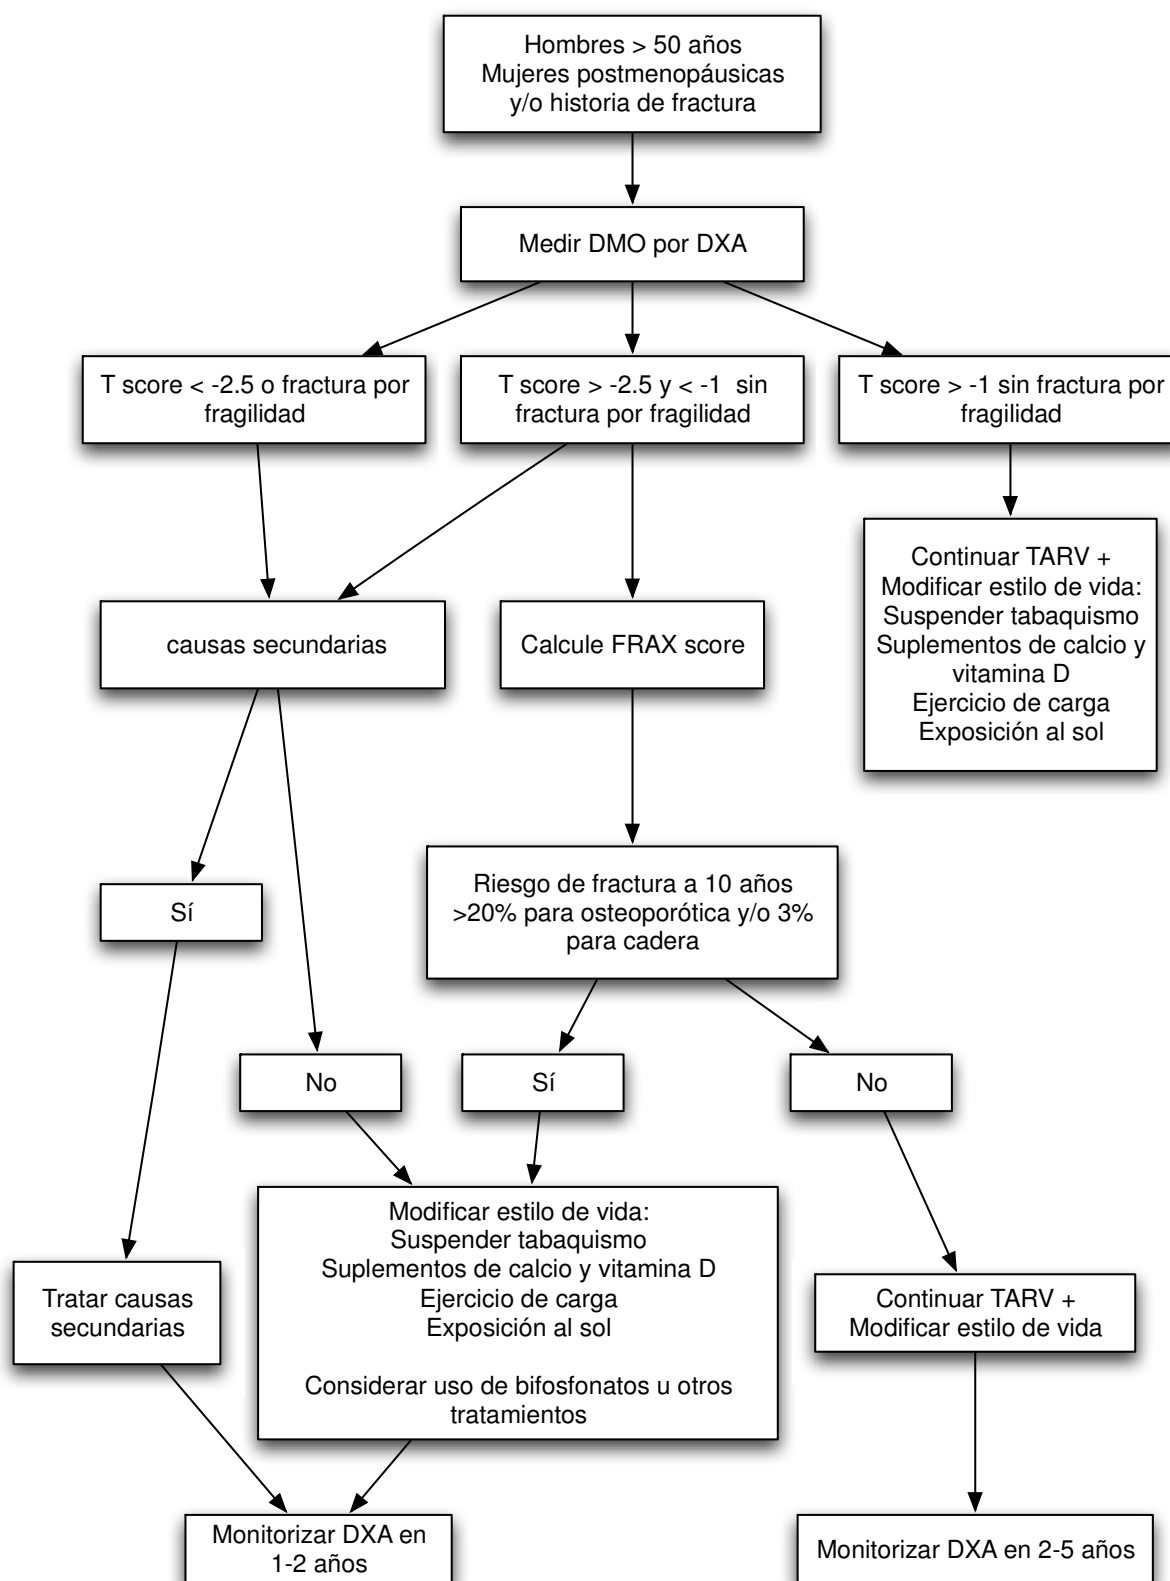 Hombres > 50 años
Mujeres postmenopáusicas
y/o historia de fractura
Medir DMO por DXA
T score < -2.5 o fractura por
fragilidad
T score > -2.5 y < -1 sin
fractura por fragilidad
T score > -1 sin fractura por
fragilidad
Continuar TARV +
Modificar estilo de vida:
Suspender tabaquismo
Suplementos de calcio y
vitamina D
Ejercicio de carga
Exposición al sol
causas secundarias
Calcule FRAX score
Riesgo de fractura a 10 años
>20% para osteoporótica y/o 3%
para cadera
Sí
No
Sí
No
Modificar estilo de vida:
Suspender tabaquismo
Suplementos de calcio y vitamina D
Ejercicio de carga
Exposición al sol
Considerar uso de bifosfonatos u otros
tratamientos
Tratar causas
secundarias
Continuar TARV +
Modificar estilo de vida
Monitorizar DXA en
1-2 años
Monitorizar DXA en 2-5 años